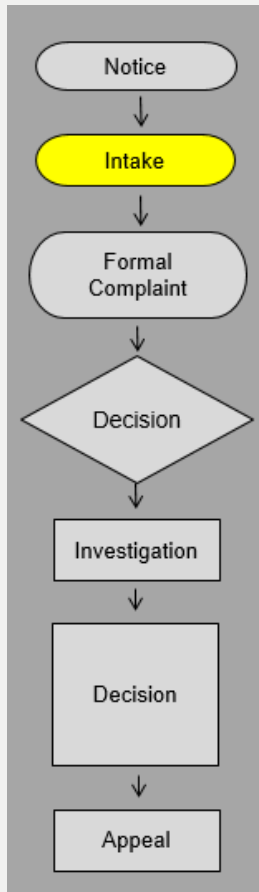 Notice
Intake
Formal
Complaint
Decision
Investigation
Decision
Appeal